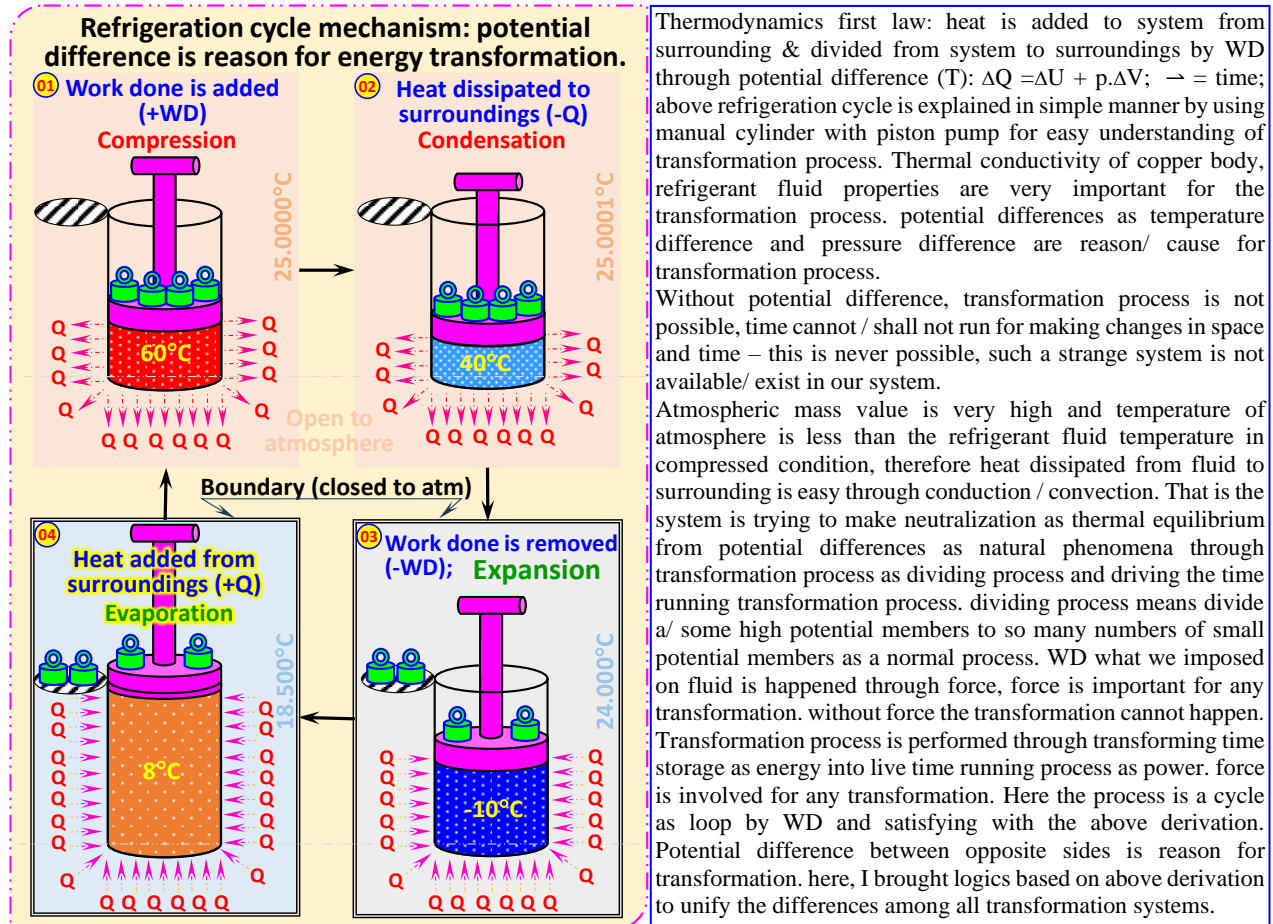 Refrigeration cycle mechanism: potential
difference is reason for energy transformation.
01 Work done is added
(+WD)
Compression
25.0000°C
60°C
Q Q
Q Q
Q Q
Q Q
Q Q Q Q Q Q
02 Heat dissipated to
surroundings (-Q)
Condensation
25.0001°C
40°C
Q Q
Q Q
Q Q
Q Q Q Q Q Q
Open to
atmosphere
Boundary (closed to atm)
04
Heat added from
surroundings (+Q)
Evaporation
18.500°C
8°C
Q Q
Q Q
Q Q
Q Q
Q Q
Q Q
Q Q
Q Q
Q Q Q Q Q Q
03 Work done is removed
(-WD); Expansion
24.000°C
-10°C
Q Q
Q Q
Q Q
Q Q
Q Q
Q Q Q Q Q Q
Thermodynamics first law: heat is added to system from
surrounding & divided from system to surroundings by WD
through potential difference (T): ΔQ =ΔU + p.ΔV; ⇀ = time;
above refrigeration cycle is explained in simple manner by using
manual cylinder with piston pump for easy understanding of
transformation process. Thermal conductivity of copper body,
refrigerant fluid properties are very important for the
transformation process. potential differences as temperature
difference and pressure difference are reason/ cause for
transformation process.
Without potential difference, transformation process is not
possible, time cannot / shall not run for making changes in space
and time – this is never possible, such a strange system is not
available/ exist in our system.
Atmospheric mass value is very high and temperature of
atmosphere is less than the refrigerant fluid temperature in
compressed condition, therefore heat dissipated from fluid to
surrounding is easy through conduction / convection. That is the
system is trying to make neutralization as thermal equilibrium
from potential differences as natural phenomena through
transformation process as dividing process and driving the time
running transformation process. dividing process means divide
a/ some high potential members to so many numbers of small
potential members as a normal process. WD what we imposed
on fluid is happened through force, force is important for any
transformation. without force the transformation cannot happen.
Transformation process is performed through transforming time
storage as energy into live time running process as power. force
is involved for any transformation. Here the process is a cycle
as loop by WD and satisfying with the above derivation.
Potential difference between opposite sides is reason for
transformation. here, I brought logics based on above derivation
to unify the differences among all transformation systems.